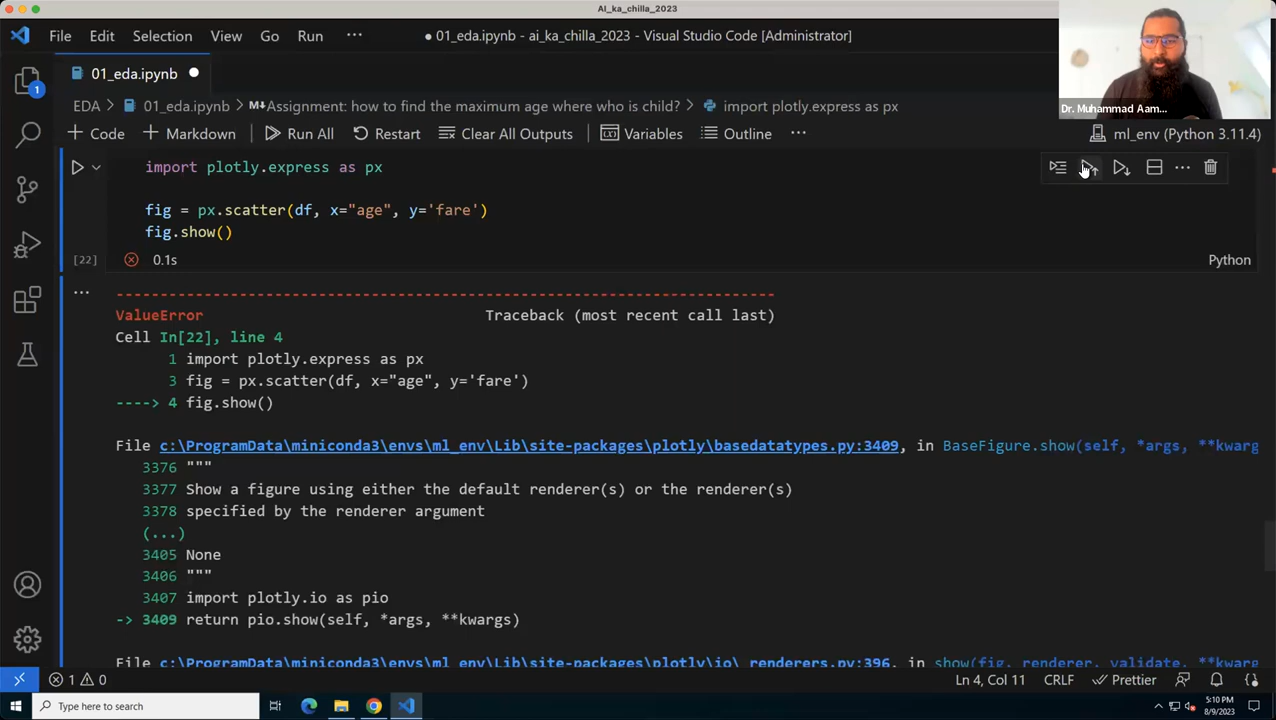 AI_ka_chilla_2023
File Edit Selection View Go Run ···
● 01_eda.ipynb - ai_ka_chilla_2023 - Visual Studio Code [Administrator]
01_eda.ipynb
1
EDA > 01_eda.ipynb > M↓Assignment: how to find the maximum age where who is child? > import plotly.express as px
Dr. Muhammad Aam...
+ Code + Markdown Run All Restart Clear All Outputs Variables Outline ··· ml_env (Python 3.11.4)
import plotly.express as px
fig = px.scatter(df, x="age", y='fare')
fig.show()
[22] 0.1s Python
---------------------------------------------------------------------------
ValueError Traceback (most recent call last)
Cell In[22], line 4
1 import plotly.express as px
3 fig = px.scatter(df, x="age", y='fare')
----> 4 fig.show()
File c:\ProgramData\miniconda3\envs\ml_env\Lib\site-packages\plotly\basedatatypes.py:3409, in BaseFigure.show(self, *args, **kwarg
3376 """
3377 Show a figure using either the default renderer(s) or the renderer(s)
3378 specified by the renderer argument
(...)
3405 None
3406 """
3407 import plotly.io as pio
-> 3409 return pio.show(self, *args, **kwargs)
File c:\ProgramData\miniconda3\envs\ml_env\Lib\site-packages\plotly\io\_renderers.py:396, in show(fig, renderer, validate, **kwarg
1 0 Ln 4, Col 11 CRLF Prettier
Type here to search
5:10 PM
8/9/2023